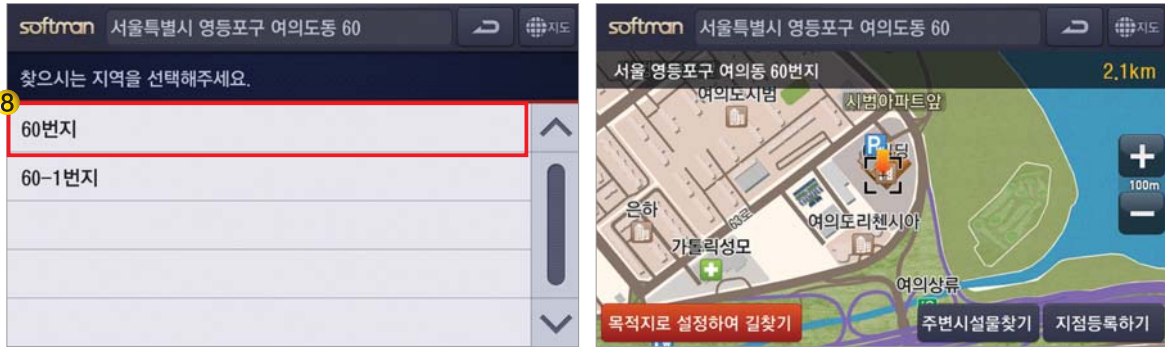 softman 서울특별시 영등포구 여의도동 60 지도
찾으시는 지역을 선택해주세요.
8
60번지
60-1번지
softman 서울특별시 영등포구 여의도동 60 지도
서울 영등포구 여의동 60번지 2.1km
여의도시범
시범아파트앞
P
딩
100m
은하
63로
여의도리첸시아
가톨릭성모
여의상류
목적지로 설정하여 길찾기 주변시설물찾기 지점등록하기